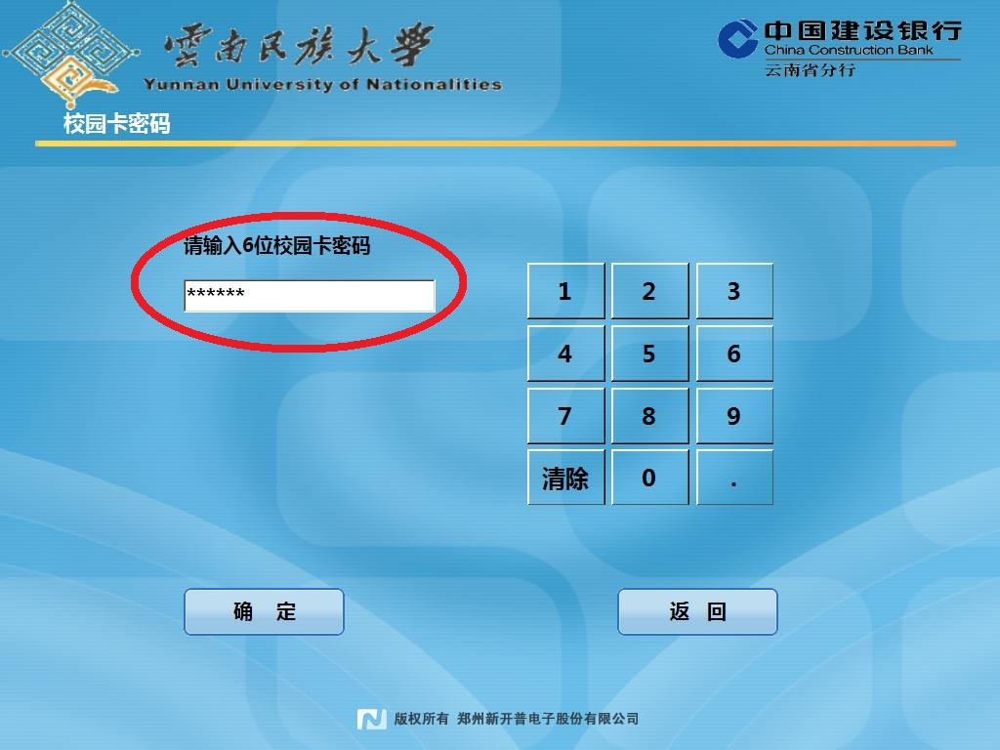 雲南民族大學
Yunnan University of Nationalities
中国建设银行
China Construction Bank
云南省分行
校园卡密码
请输入6位校园卡密码
******
1 2 3
4 5 6
7 8 9
清除 0 .
确 定
返 回
版权所有 郑州新开普电子股份有限公司